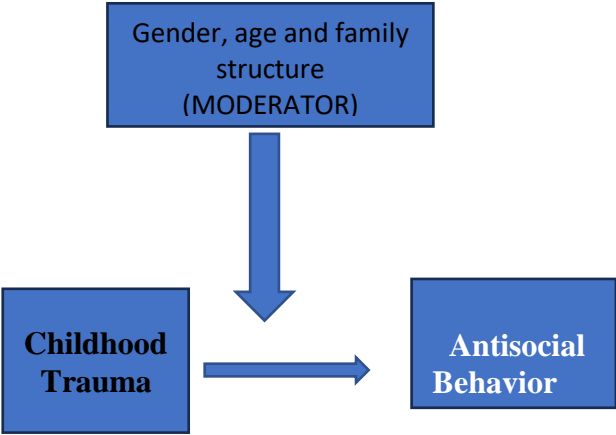 Gender, age and family
structure
(MODERATOR)
Childhood
Trauma
Antisocial
Behavior